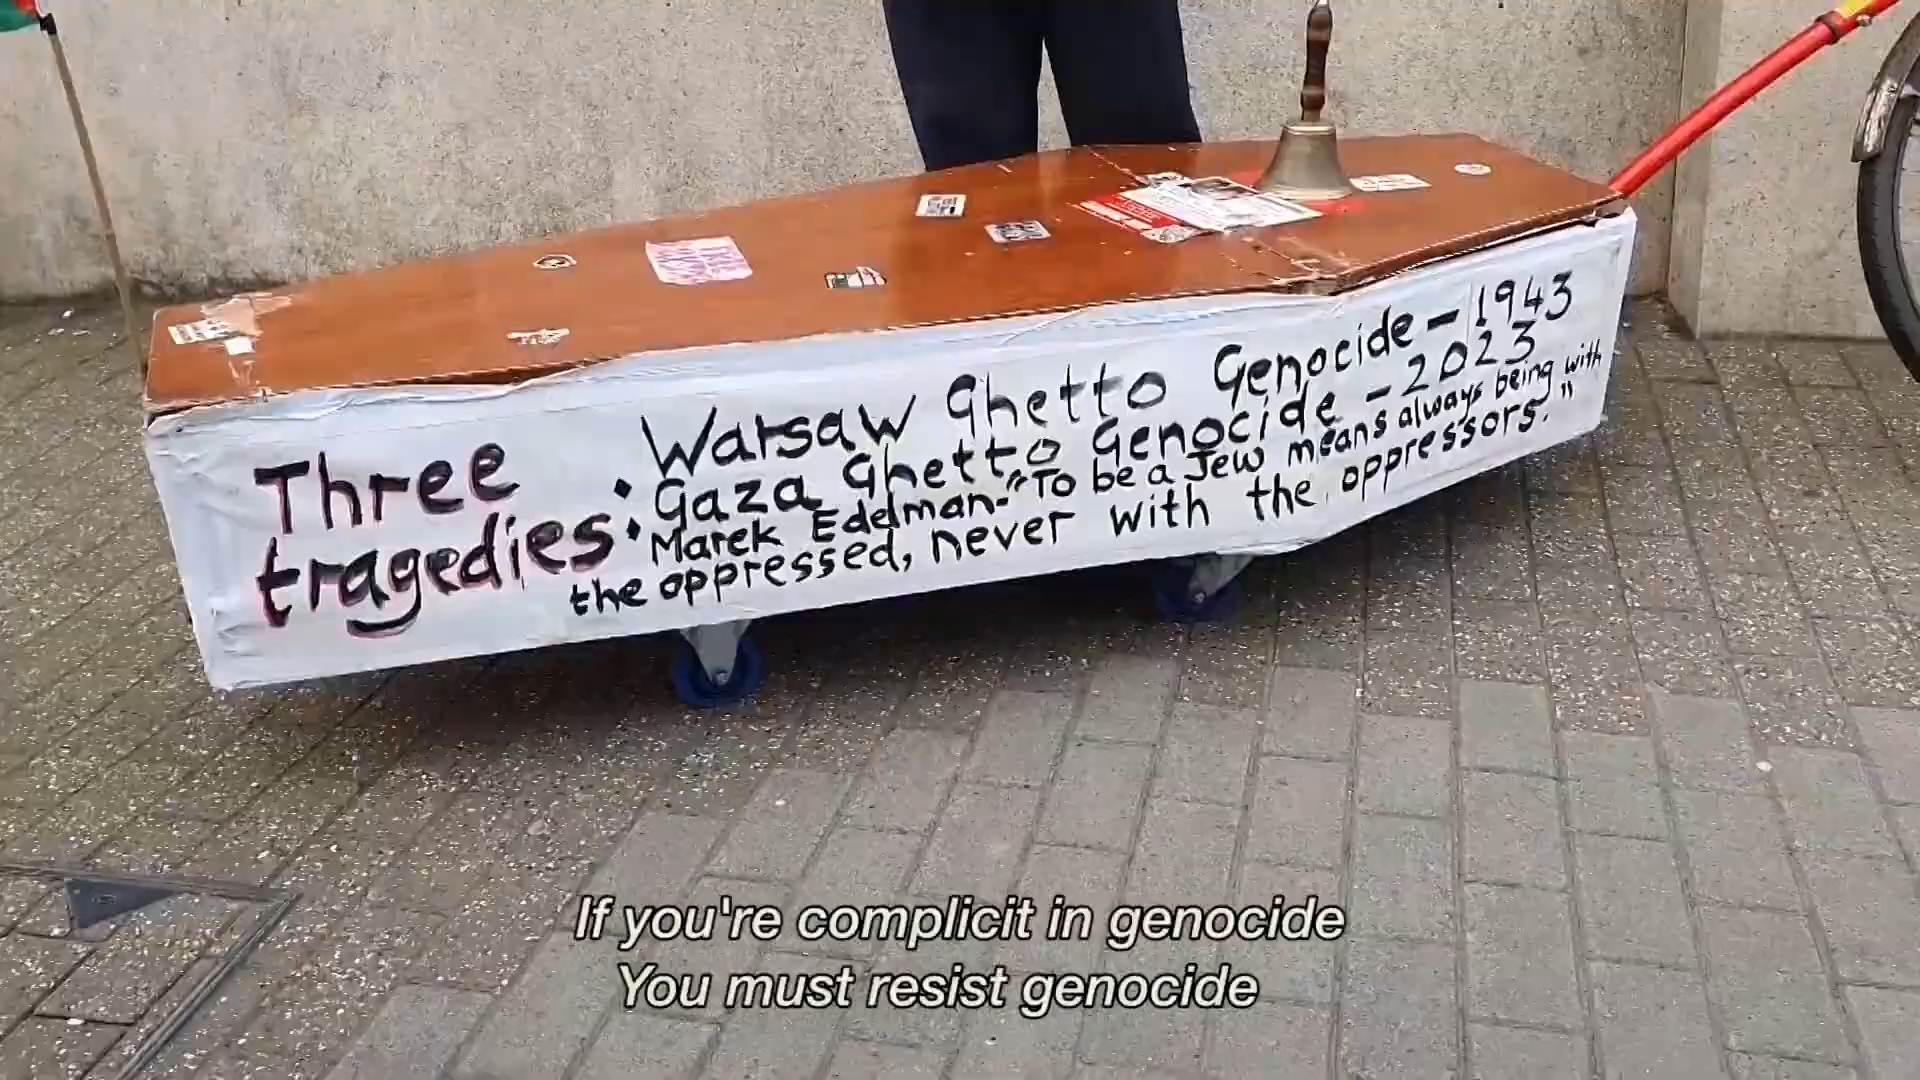 Three
tragedies:
• Warsaw Ghetto Genocide - 1943
• Gaza Ghetto Genocide - 2023
Marek Edelman - "To be a Jew means always being with
the oppressed, never with the oppressors."
If you're complicit in genocide
You must resist genocide